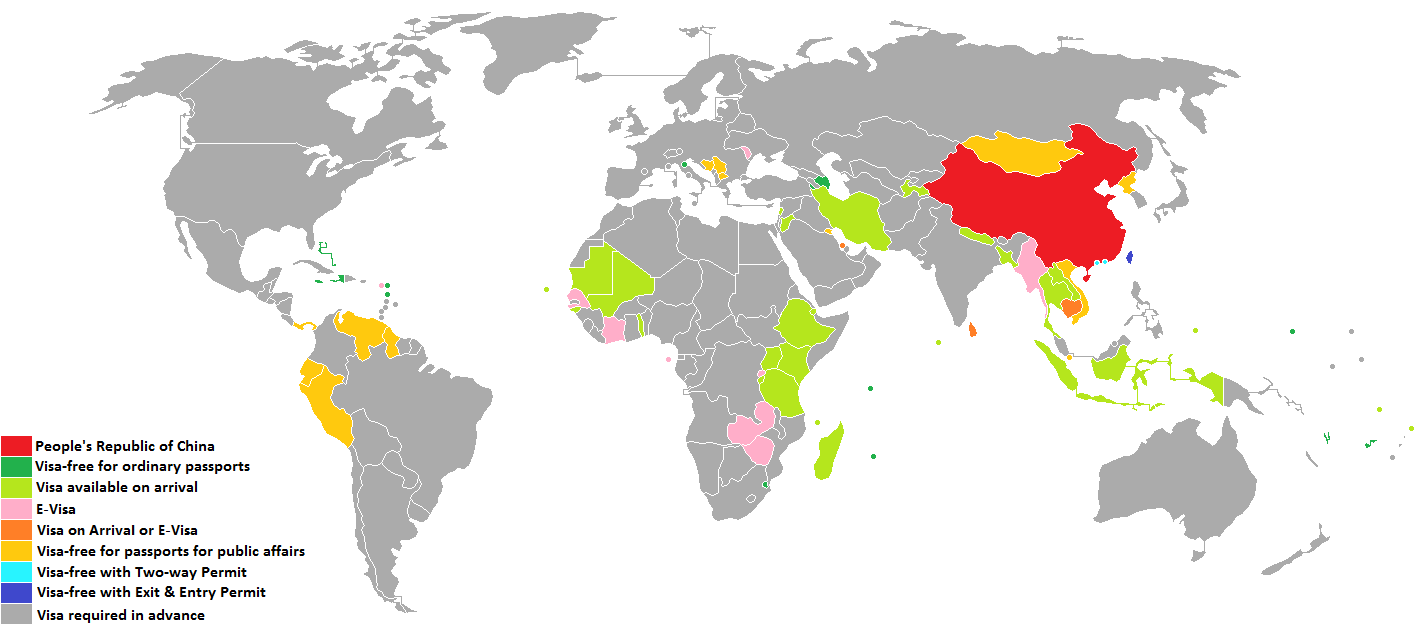 People's Republic of China
Visa-free for ordinary passports
Visa available on arrival
E-Visa
Visa on Arrival or E-Visa
Visa-free for passports for public affairs
Visa-free with Two-way Permit
Visa-free with Exit & Entry Permit
Visa required in advance